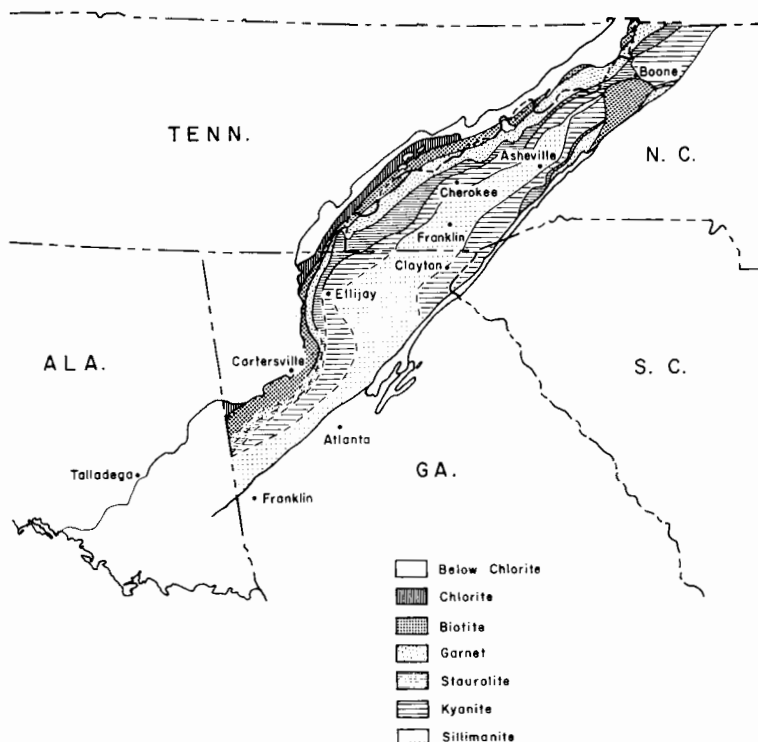 Boone
TENN.
N. C.
Asheville
Cherokee
Franklin
Clayton
Ellijay
ALA.
Cartersville
S. C.
Atlanta
Talladega
GA.
Franklin
Below Chlorite
Chlorite
Biotite
Garnet
Staurolite
Kyanite
Sillimanite